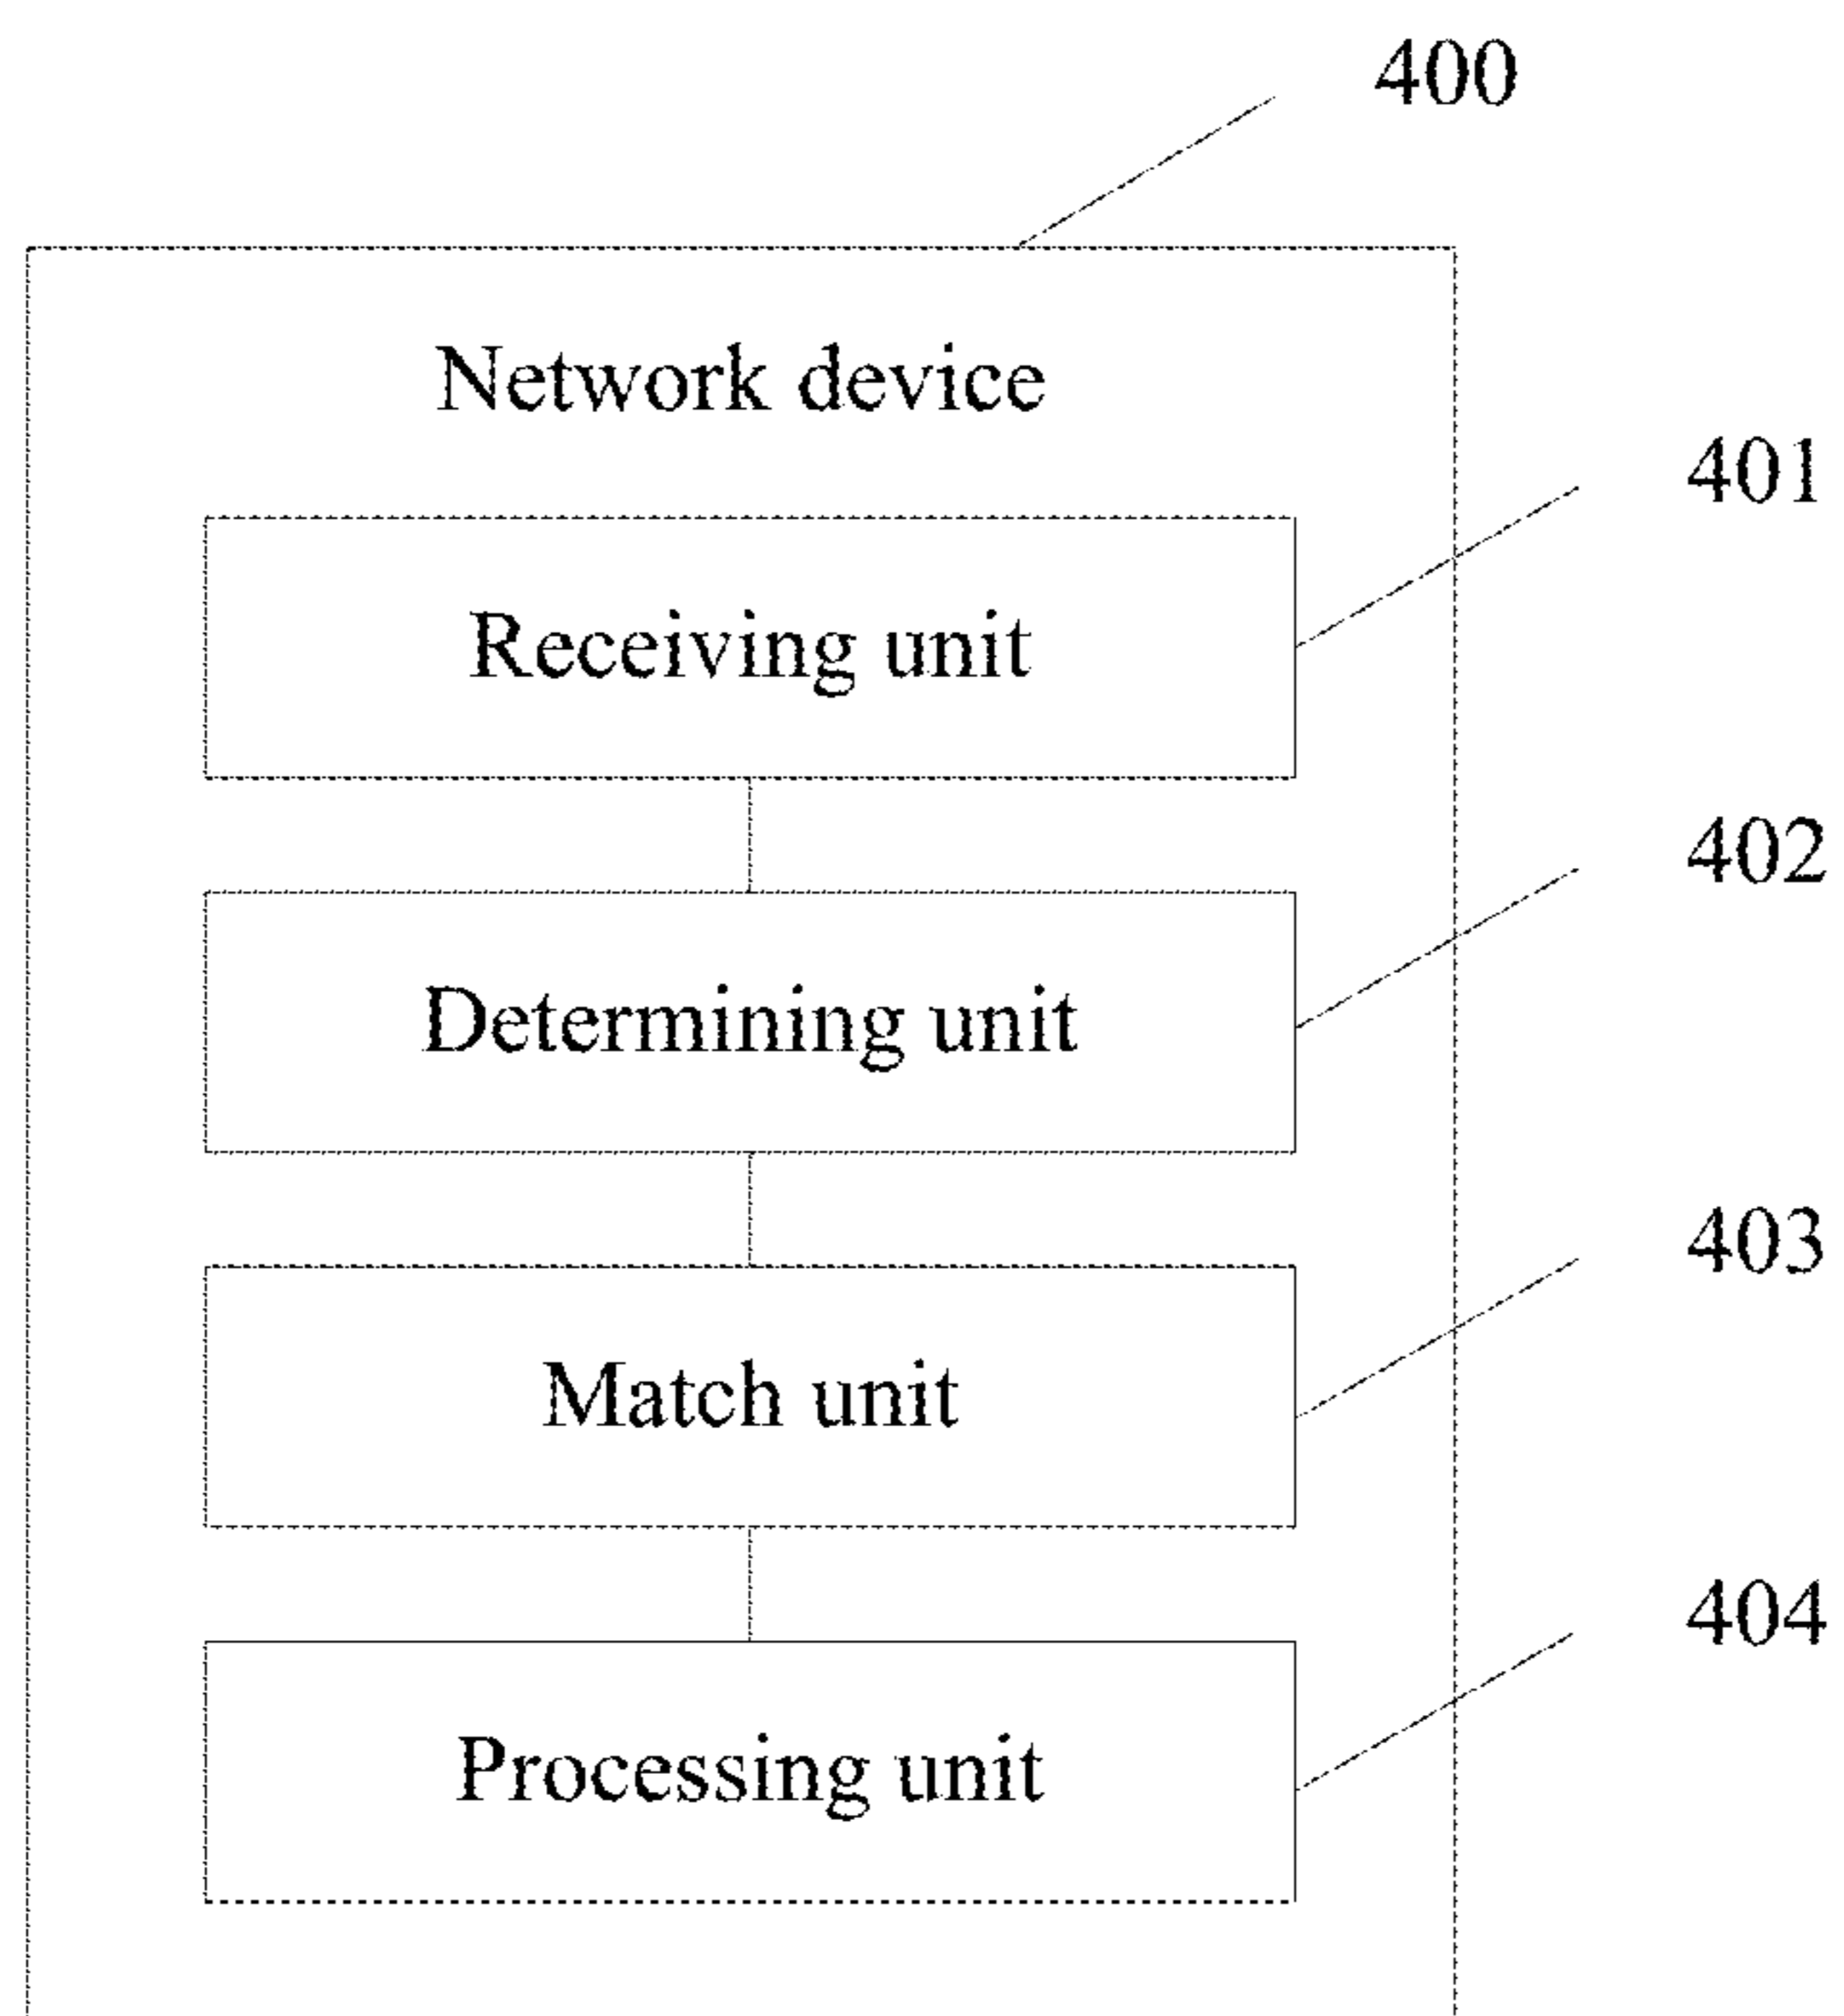 400
Network device
401
Receiving unit
402
Determining unit
403
Match unit
404
Processing unit